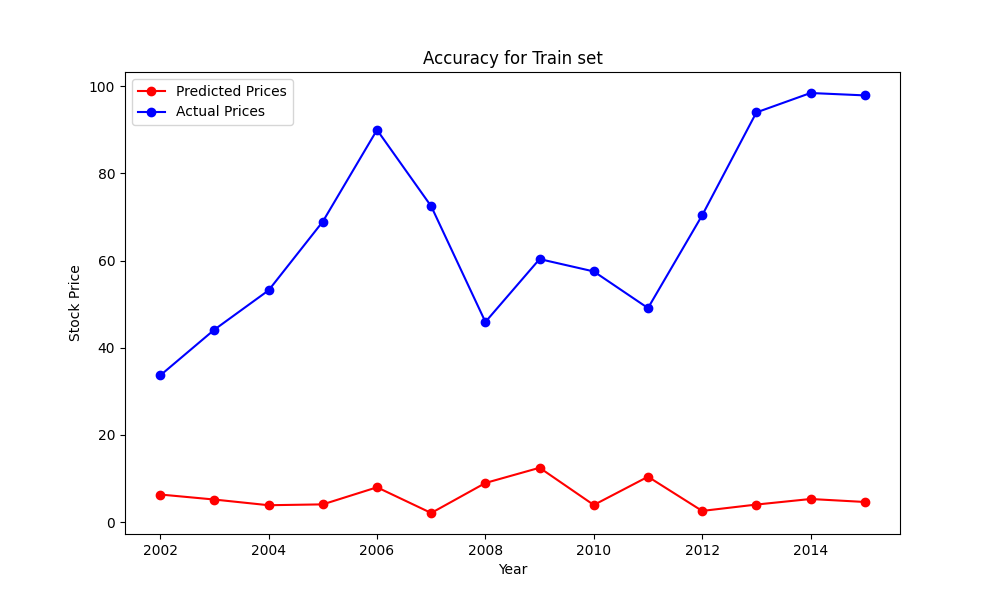 Accuracy for Train set
Predicted Prices
Actual Prices
100
80
60
40
20
0
Stock Price
2002 2004 2006 2008 2010 2012 2014
Year